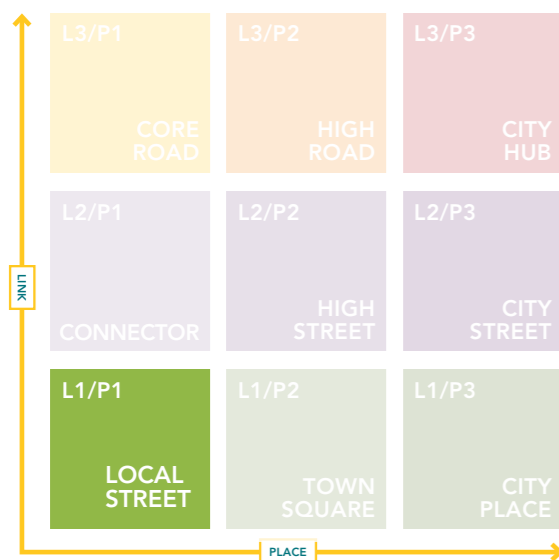 L3/P1
CORE
ROAD
L3/P2
HIGH
ROAD
L3/P3
CITY
HUB
L2/P1
CONNECTOR
L2/P2
HIGH
STREET
L2/P3
CITY
STREET
LINK
L1/P1
LOCAL
STREET
L1/P2
TOWN
SQUARE
L1/P3
CITY
PLACE
PLACE